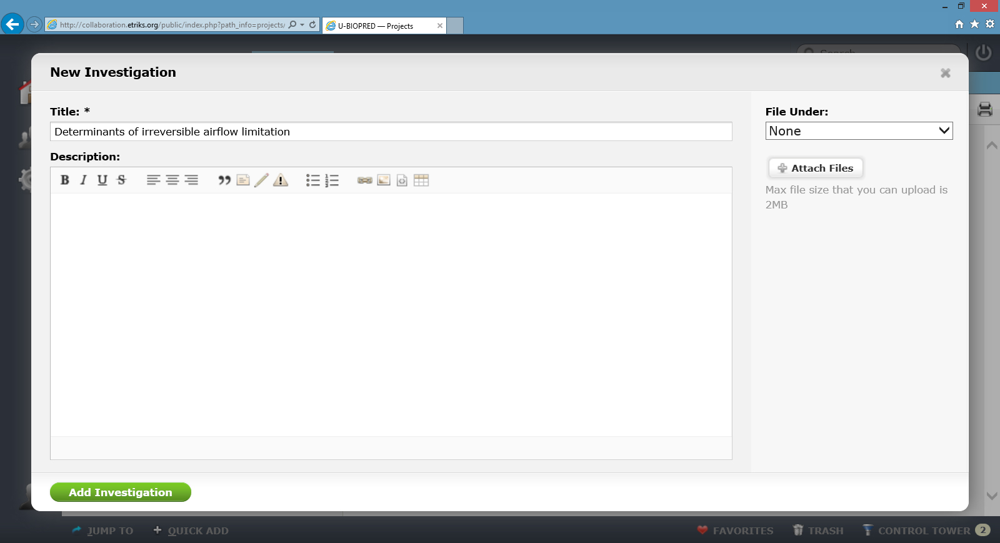 http://collaboration.etriks.org/public/index.php?path_info=projects/
U-BIOPRED — Projects
Search
New Investigation
Title: *
Determinants of irreversible airflow limitation
Description:
B I U S
File Under:
None
Attach Files
Max file size that you can upload is
2MB
Add Investigation
JUMP TO
QUICK ADD
FAVORITES
TRASH
CONTROL TOWER 2